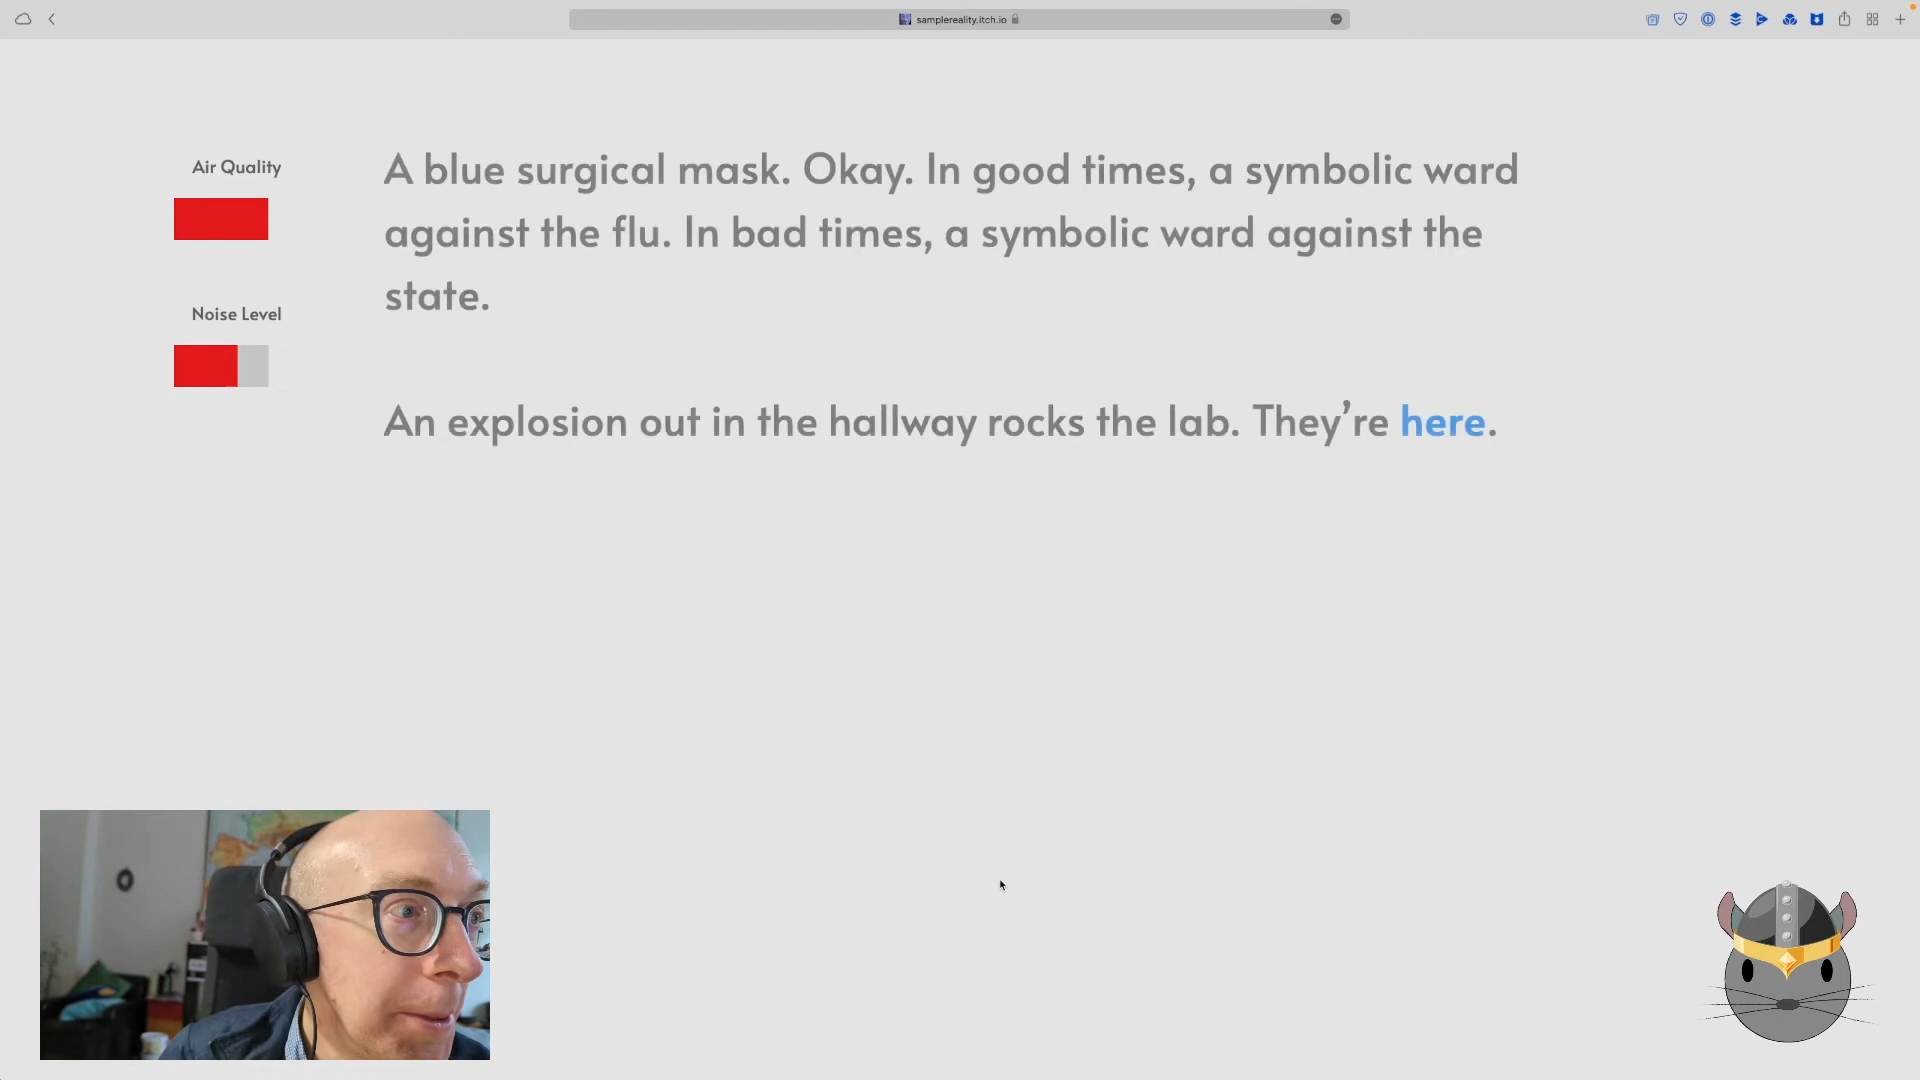 samplereality.itch.io
Air Quality
A blue surgical mask. Okay. In good times, a symbolic ward
against the flu. In bad times, a symbolic ward against the
state.
Noise Level
An explosion out in the hallway rocks the lab. They’re here.